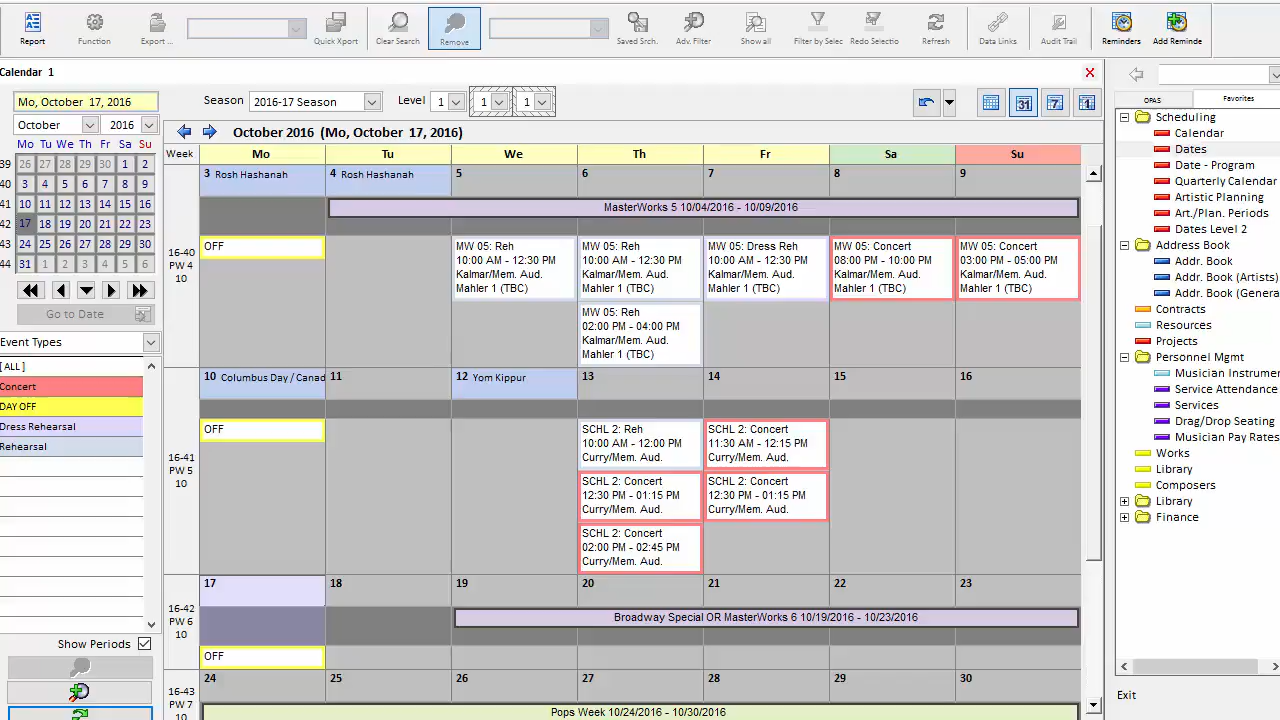 Report
Function
Export ...
Quick Xport
Clear Search
Remove
Saved Srch.
Adv. Filter
Show all
Filter by Selec
Redo Selectio
Refresh
Data Links
Audit Trail
Reminders
Add Reminde
Calendar 1
Mo, October 17, 2016
October 2016
Mo Tu We Th Fr Sa Su
39 26 27 28 29 30 1 2
40 3 4 5 6 7 8 9
41 10 11 12 13 14 15 16
42 17 18 19 20 21 22 23
43 24 25 26 27 28 29 30
44 31 1 2 3 4 5 6
Go to Date
Event Types
[ALL]
Concert
DAY OFF
Dress Rehearsal
Rehearsal
Show Periods
Season 2016-17 Season Level 1 1 1
31 7 1
October 2016 (Mo, October 17, 2016)
Week Mo Tu We Th Fr Sa Su
3 Rosh Hashanah 4 Rosh Hashanah 5 6 7 8 9
MasterWorks 5 10/04/2016 - 10/09/2016
16-40
PW 4
10
OFF
MW 05: Reh
10:00 AM - 12:30 PM
Kalmar/Mem. Aud.
Mahler 1 (TBC)
MW 05: Reh
10:00 AM - 12:30 PM
Kalmar/Mem. Aud.
Mahler 1 (TBC)
MW 05: Reh
02:00 PM - 04:00 PM
Kalmar/Mem. Aud.
Mahler 1 (TBC)
MW 05: Dress Reh
10:00 AM - 12:30 PM
Kalmar/Mem. Aud.
Mahler 1 (TBC)
MW 05: Concert
08:00 PM - 10:00 PM
Kalmar/Mem. Aud.
Mahler 1 (TBC)
MW 05: Concert
03:00 PM - 05:00 PM
Kalmar/Mem. Aud.
Mahler 1 (TBC)
10 Columbus Day / Canad 11 12 Yom Kippur 13 14 15 16
16-41
PW 5
10
OFF
SCHL 2: Reh
10:00 AM - 12:00 PM
Curry/Mem. Aud.
SCHL 2: Concert
12:30 PM - 01:15 PM
Curry/Mem. Aud.
SCHL 2: Concert
02:00 PM - 02:45 PM
Curry/Mem. Aud.
SCHL 2: Concert
11:30 AM - 12:15 PM
Curry/Mem. Aud.
SCHL 2: Concert
12:30 PM - 01:15 PM
Curry/Mem. Aud.
17 18 19 20 21 22 23
16-42
PW 6
10
Broadway Special OR MasterWorks 6 10/19/2016 - 10/23/2016
OFF
24 25 26 27 28 29 30
16-43
PW 7
10
Pops Week 10/24/2016 - 10/30/2016
OPAS Favorites
Scheduling
Calendar
Dates
Date - Program
Quarterly Calendar
Artistic Planning
Art./Plan. Periods
Dates Level 2
Address Book
Addr. Book
Addr. Book (Artists)
Addr. Book (Genera
Contracts
Resources
Projects
Personnel Mgmt
Musician Instrumer
Service Attendance
Services
Drag/Drop Seating
Musician Pay Rates
Works
Library
Composers
Library
Finance
Exit